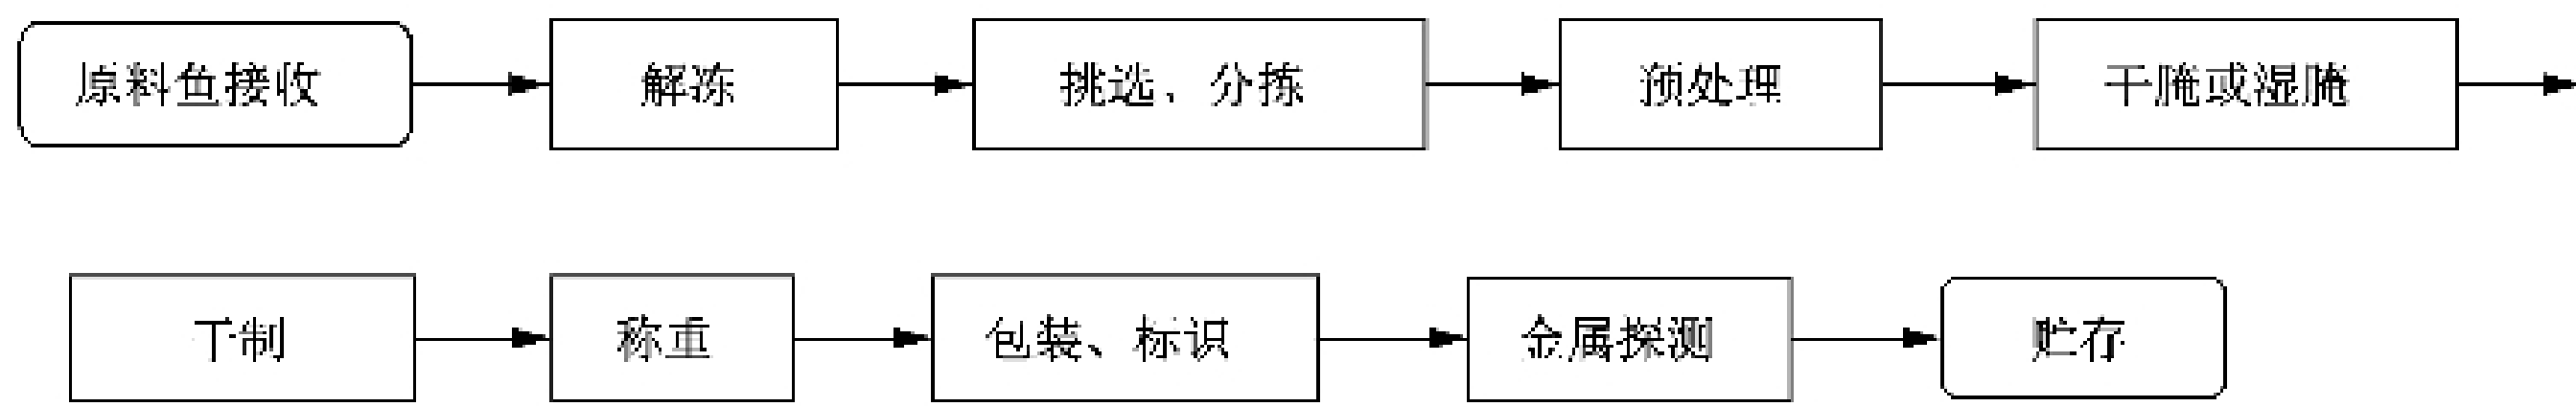 原料鱼接收 解冻 挑选、分拣 预处理 干腌或湿腌
干制 称重 包装、标识 金属探测 贮存